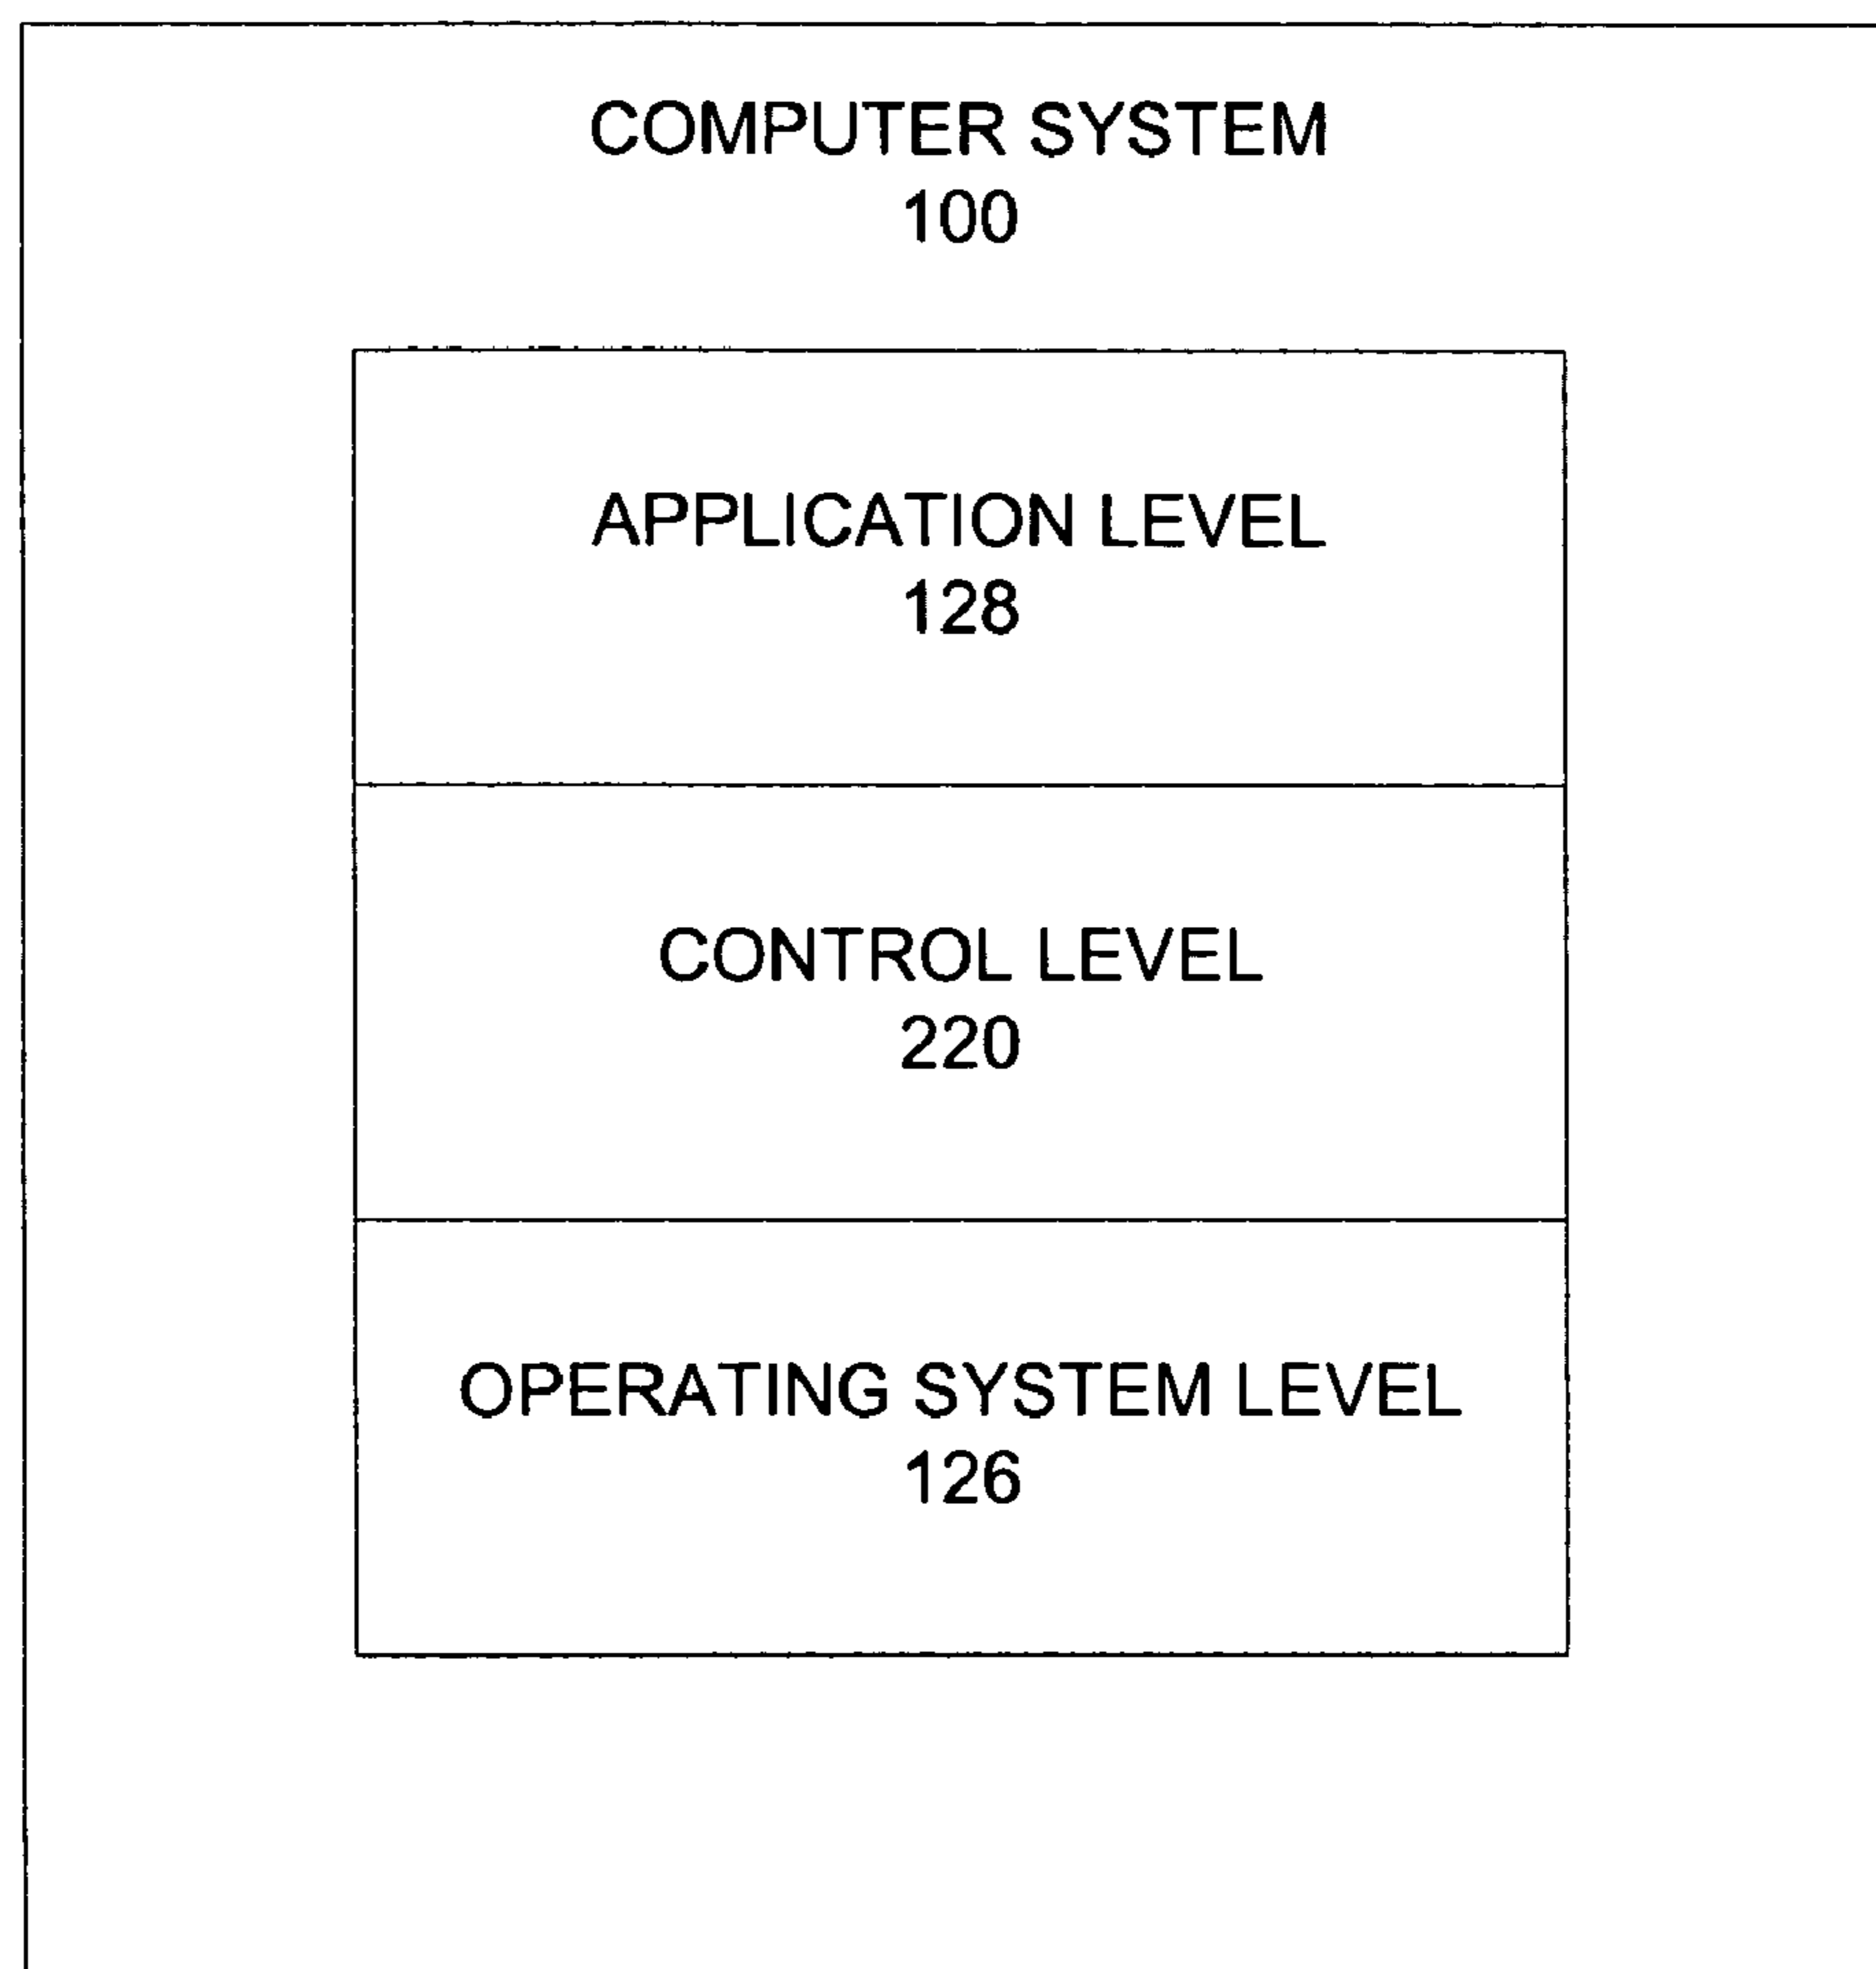 COMPUTER SYSTEM
100
APPLICATION LEVEL
128
CONTROL LEVEL
220
OPERATING SYSTEM LEVEL
126